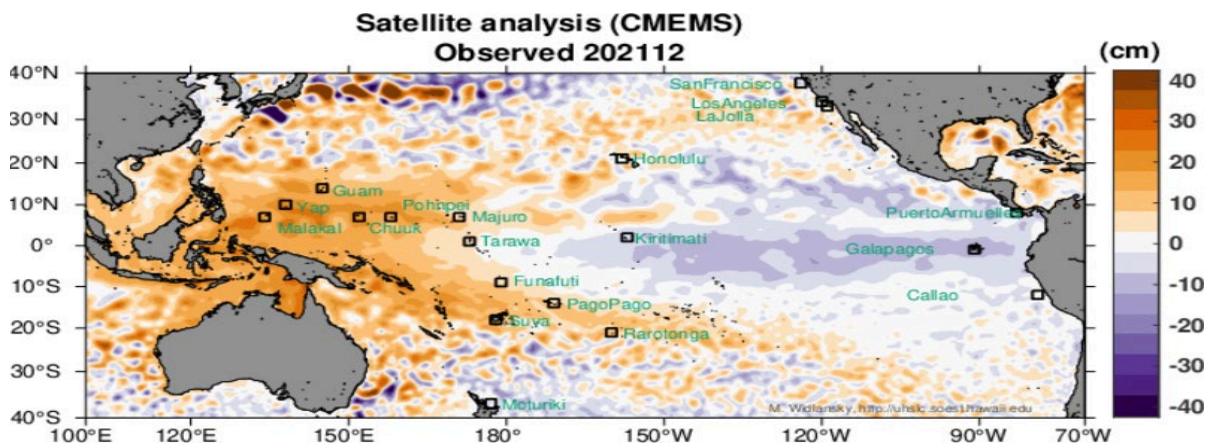 Satellite analysis (CMEMS)
Observed 202112
(cm)
40°N
30°N
20°N
10°N
0°
10°S
20°S
30°S
40°S
SanFrancisco
LosAngeles
LaJolla
Honolulu
Guam
Yap
Pohnpei
Malakal
Chuuk
Majuro
PuertoArmuelles
Tarawa
Kiritimati
Galapagos
Funafuti
Callao
PagoPago
Suva
Rarotonga
Moturiki
M. Widlansky, http://uhslc.soest.hawaii.edu
100°E 120°E 150°E 180° 150°W 120°W 90°W 70°W
40
30
20
10
0
-10
-20
-30
-40